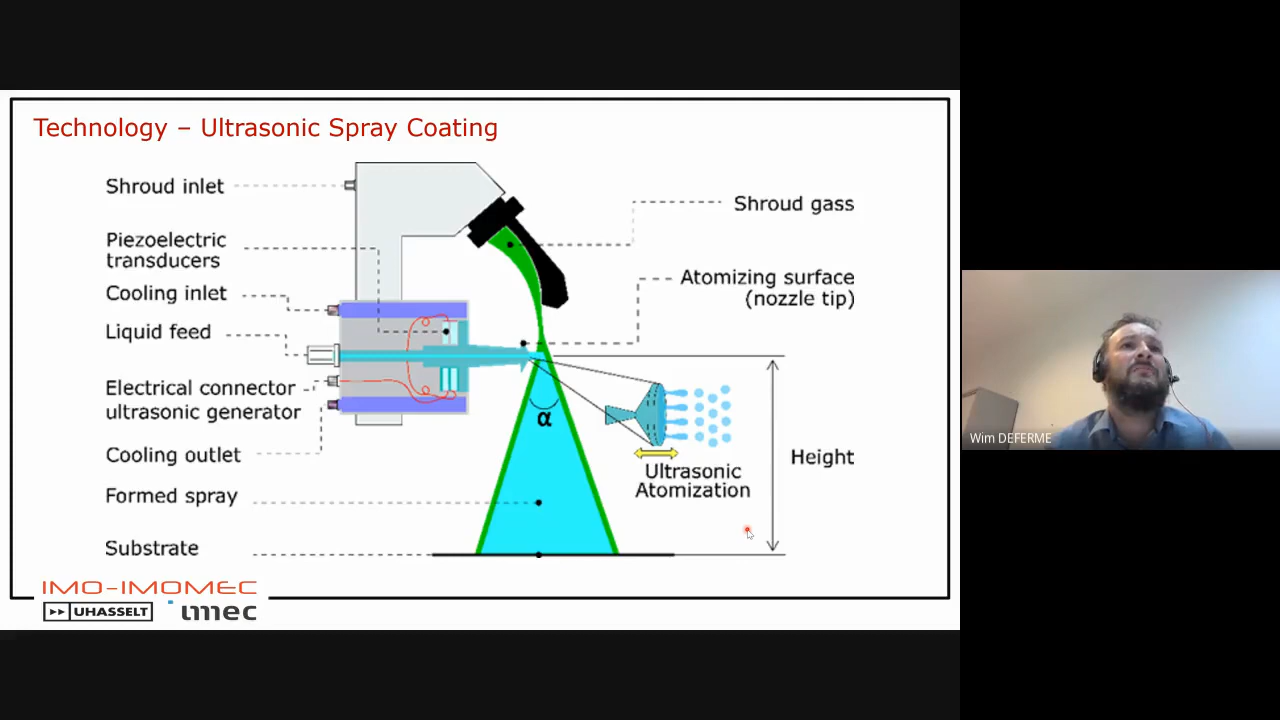 Technology – Ultrasonic Spray Coating
Shroud inlet
Piezoelectric
transducers
Cooling inlet
Liquid feed
Electrical connector
ultrasonic generator
Cooling outlet
Formed spray
Substrate
Shroud gass
Atomizing surface
(nozzle tip)
α
Ultrasonic
Atomization
Height
IMO-IMOMEC
UHASSELT
imec
Wim DEFERME